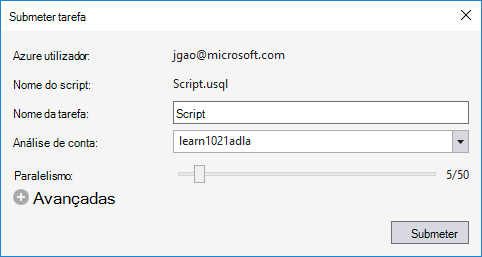 Submeter tarefa
Azure utilizador: jgao@microsoft.com
Nome do script: Script.usql
Nome da tarefa: Script
Análise de conta: learn1021adla
Paralelismo: 5/50
Avançadas
Submeter